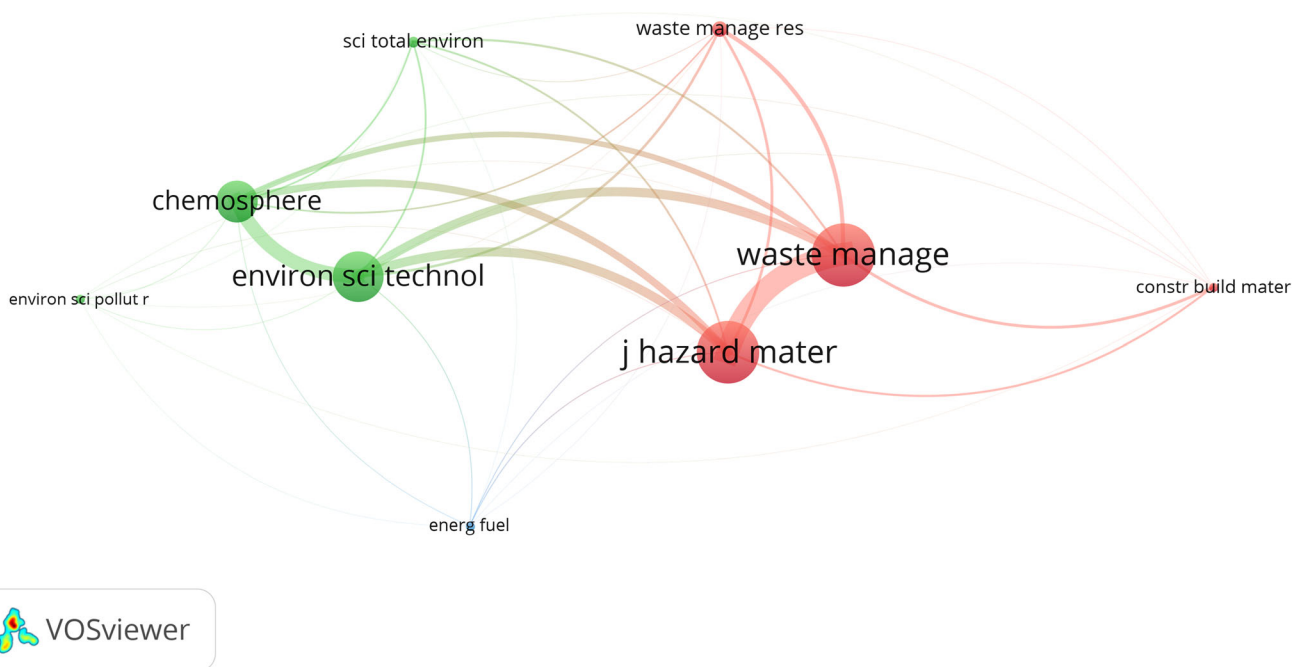 waste manage res
sci total environ
chemosphere
waste manage
environ sci technol
constr build mater
environ sci pollut r
j hazard mater
energ fuel
VOSviewer